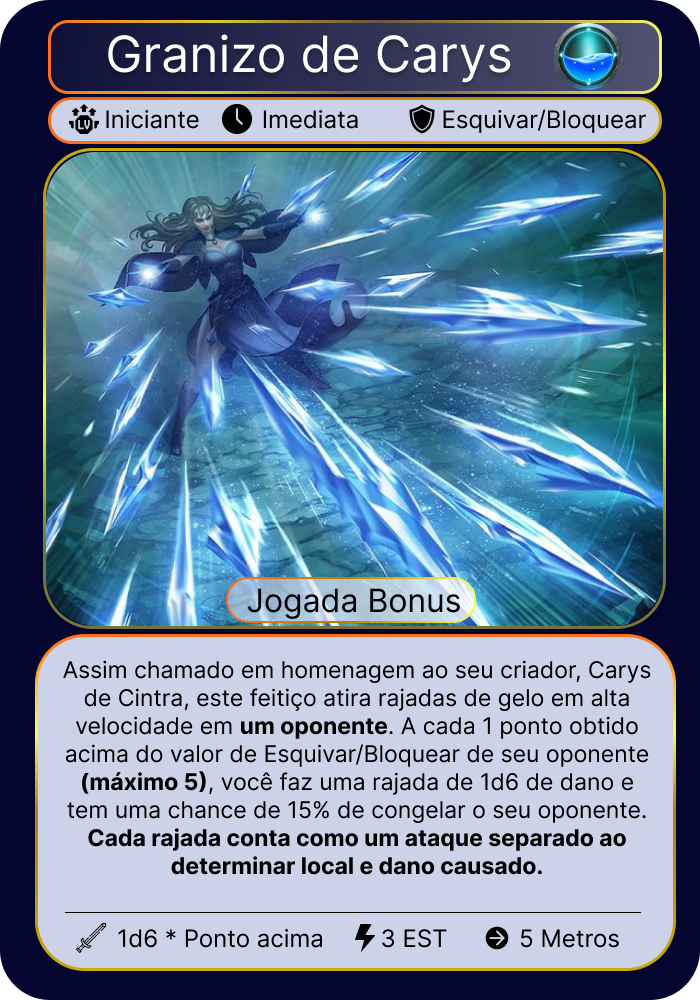 Granizo de Carys
LV Iniciante Imediata Esquivar/Bloquear
Jogada Bonus
Assim chamado em homenagem ao seu criador, Carys
de Cintra, este feitiço atira rajadas de gelo em alta
velocidade em um oponente. A cada 1 ponto obtido
acima do valor de Esquivar/Bloquear de seu oponente
(máximo 5), você faz uma rajada de 1d6 de dano e
tem uma chance de 15% de congelar o seu oponente.
Cada rajada conta como um ataque separado ao
determinar local e dano causado.
1d6 * Ponto acima 3 EST 5 Metros